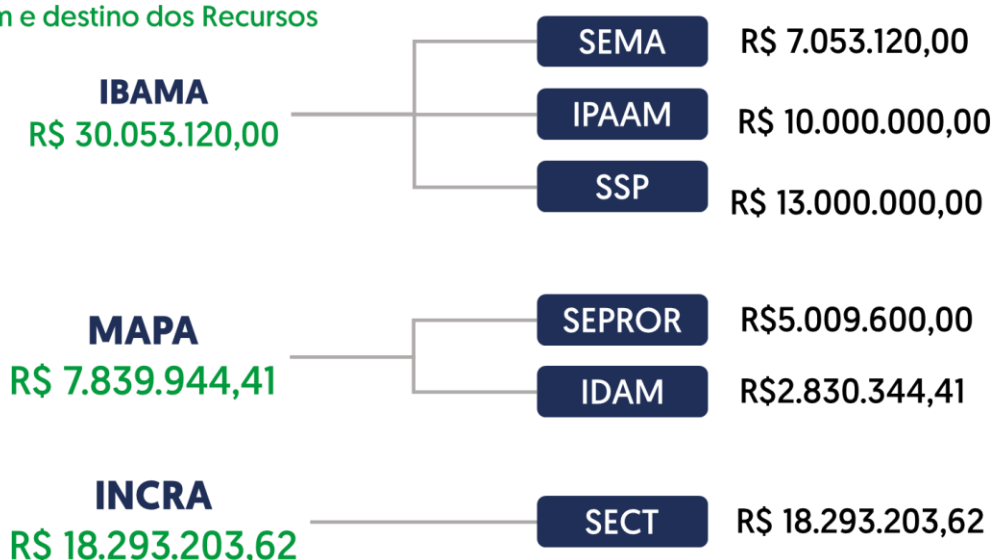 m e destino dos Recursos
IBAMA
R$ 30.053.120,00
SEMA R$ 7.053.120,00
IPAAM R$ 10.000.000,00
SSP R$ 13.000.000,00
MAPA
R$ 7.839.944,41
SEPROR R$5.009.600,00
IDAM R$2.830.344,41
INCRA
R$ 18.293.203,62
SECT R$ 18.293.203,62